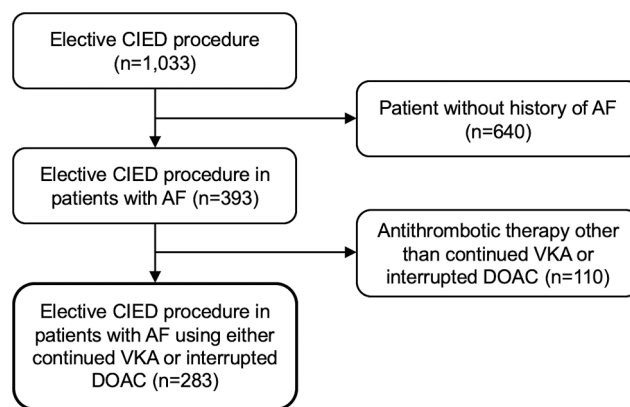 Elective CIED procedure
(n=1,033)
Patient without history of AF
(n=640)
Elective CIED procedure in
patients with AF (n=393)
Antithrombotic therapy other
than continued VKA or
interrupted DOAC (n=110)
Elective CIED procedure in
patients with AF using either
continued VKA or interrupted
DOAC (n=283)